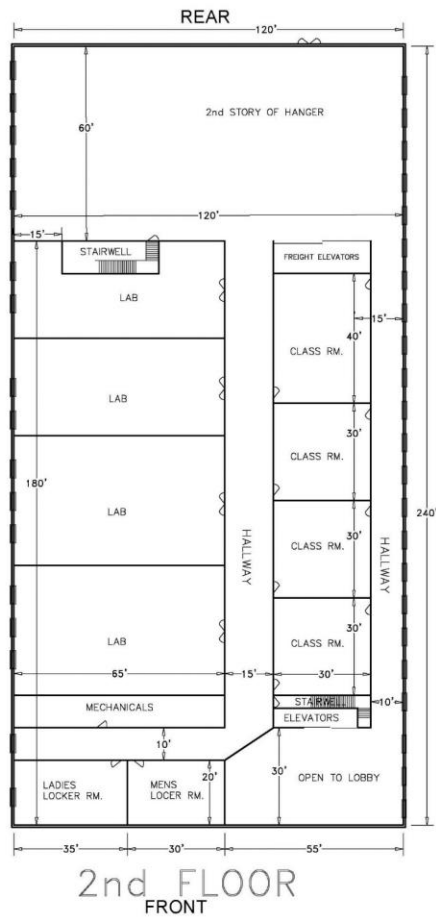 REAR
120'
2nd STORY OF HANGER
60'
120'
15'
STAIRWELL
FREIGHT ELEVATORS
LAB
15'
40'
CLASS RM.
LAB
30'
CLASS RM.
180'
240'
LAB
30'
CLASS RM.
HALLWAY
HALLWAY
LAB
30'
CLASS RM.
65'
15'
30'
STAIRWELL
10'
MECHANICALS
ELEVATORS
10'
20'
30'
OPEN TO LOBBY
LADIES
LOCKER RM.
MENS
LOCER RM.
35'
30'
55'
2nd FLOOR
FRONT